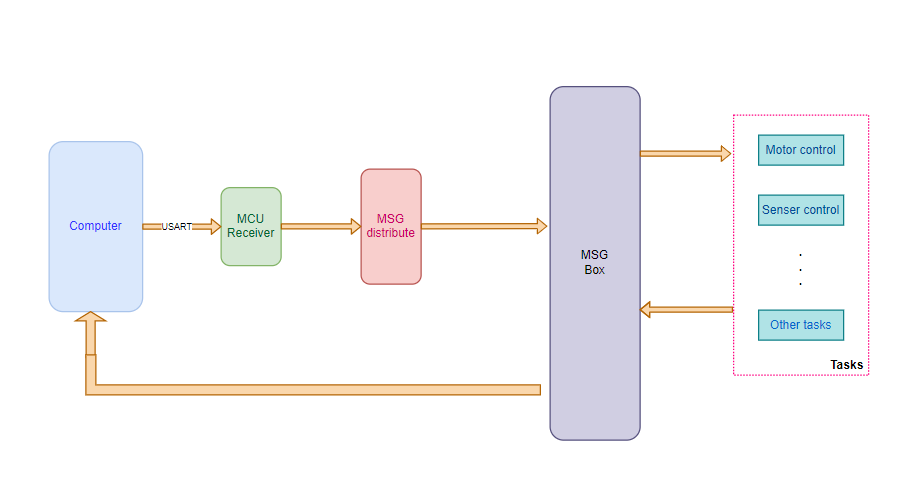 Computer
USART
MCU
Receiver
MSG
distribute
MSG
Box
Motor control
Senser control
Other tasks
Tasks